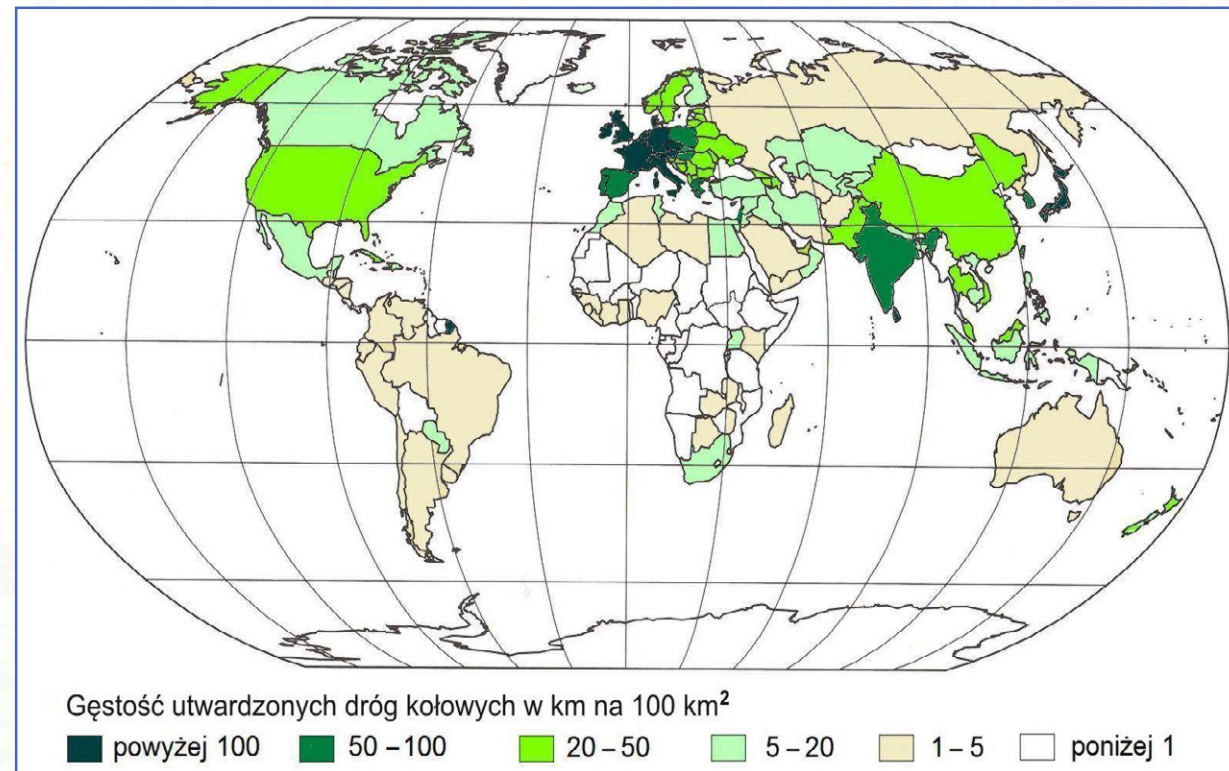 Gęstość utwardzonych dróg kołowych w km na 100 km²
powyżej 100 50 – 100 20 – 50 5 – 20 1 – 5 poniżej 1